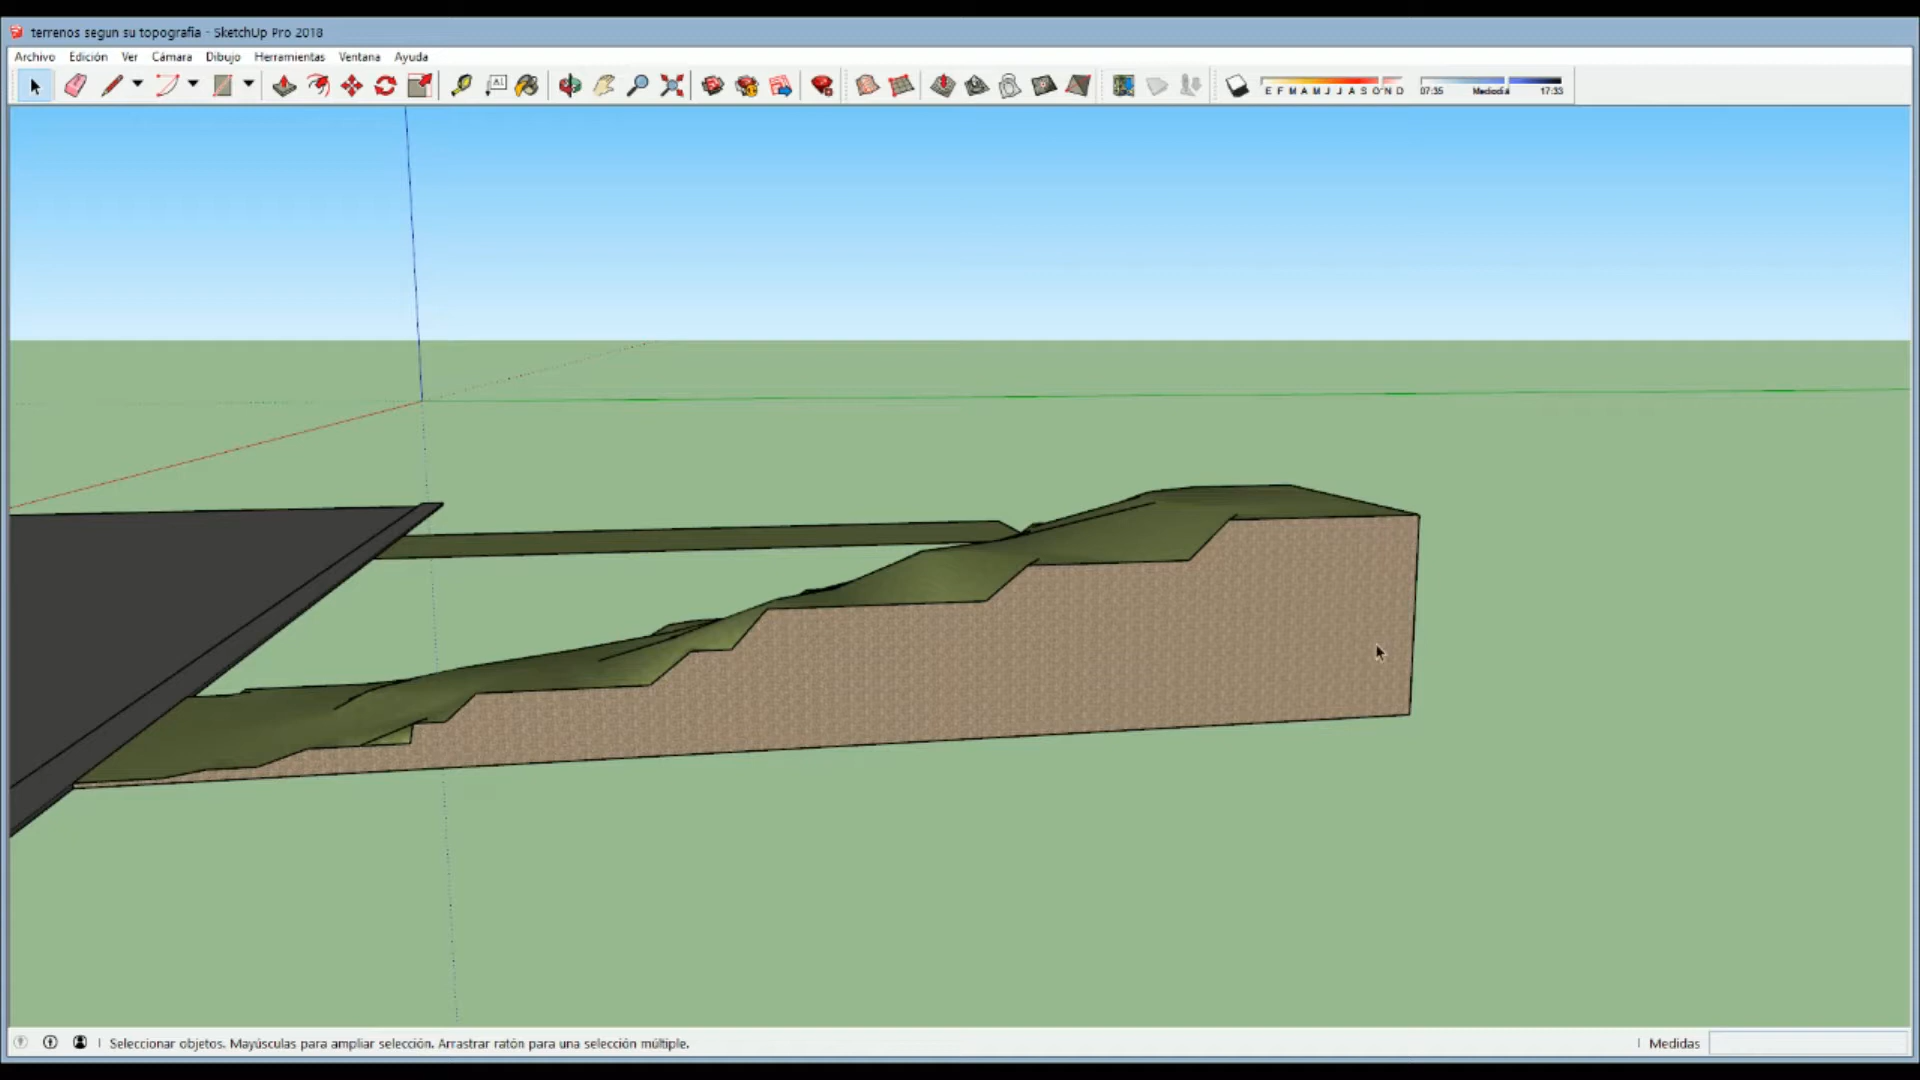 terrenos segun su topografia - SketchUp Pro 2018
Archivo Edición Ver Cámara Dibujo Herramientas Ventana Ayuda
A1
E F M A M J J A S O N D 07:35 Mediodía 17:33
Seleccionar objetos. Mayúsculas para ampliar selección. Arrastrar ratón para una selección múltiple. Medidas